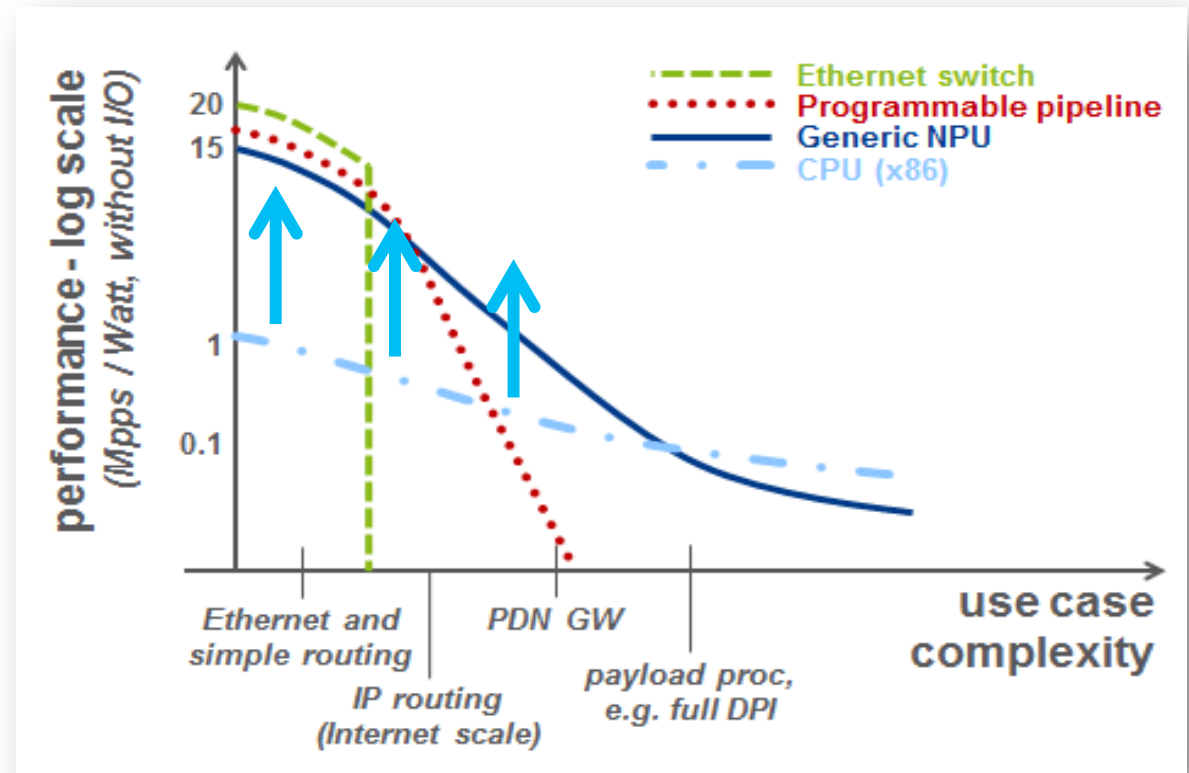 performance - log scale
(Mpps / Watt, without I/O)
20
15
1
0.1
Ethernet switch
Programmable pipeline
Generic NPU
CPU (x86)
Ethernet and
simple routing
IP routing
(Internet scale)
PDN GW
payload proc,
e.g. full DPI
use case
complexity